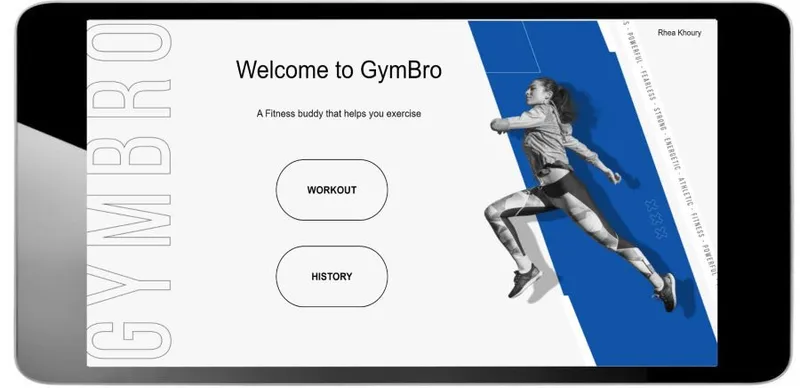 GYMBRO
Welcome to GymBro
A Fitness buddy that helps you exercise
WORKOUT
HISTORY
Rhea Khoury
S · POWERFUL · FEARLESS · STRONG · ENERGETIC · ATHLETIC · FITNESS · POWERFUL